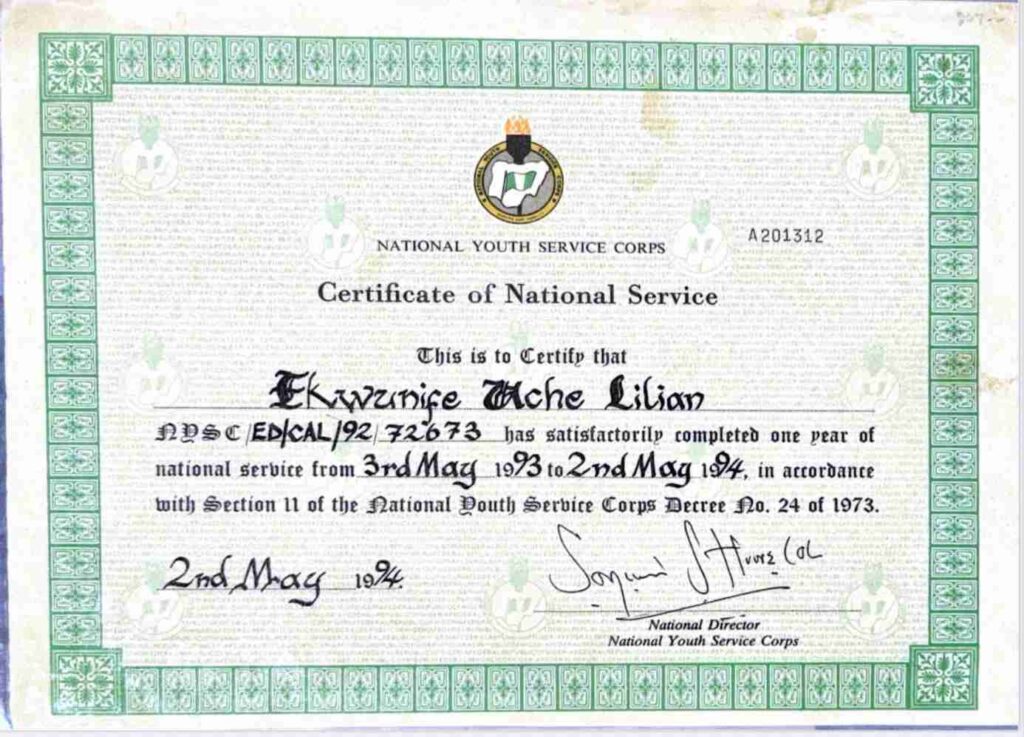 A201312
NATIONAL YOUTH SERVICE CORPS
Certificate of National Service
This is to Certify that
Ekwunife Uche Lilian
NYSC/ED/CAL/92/72673 has satisfactorily completed one year of
national service from 3rd May 1993 to 2nd May 1994, in accordance
with Section 11 of the National Youth Service Corps Decree No. 24 of 1973.
2nd May 1994.
National Director
National Youth Service Corps